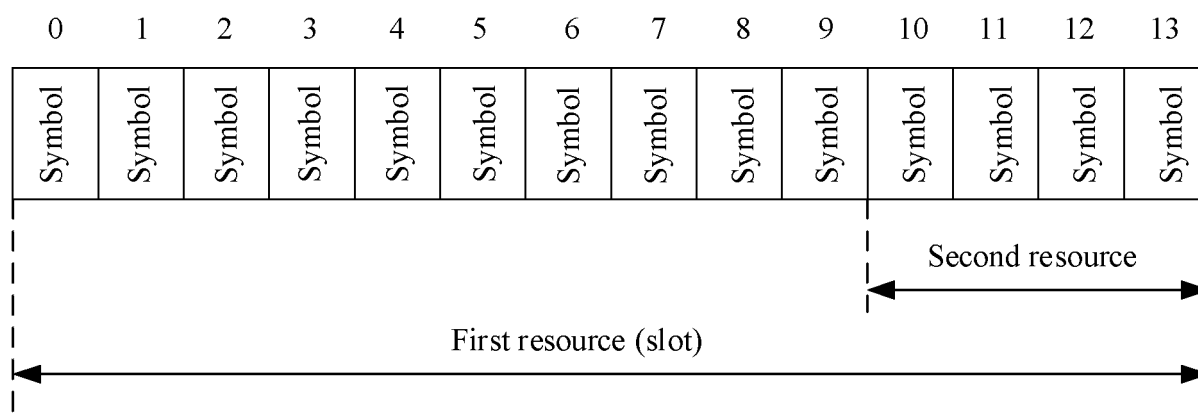 0 1 2 3 4 5 6 7 8 9 10 11 12 13
Symbol Symbol Symbol Symbol Symbol Symbol Symbol Symbol Symbol Symbol Symbol Symbol Symbol Symbol
Second resource
First resource (slot)